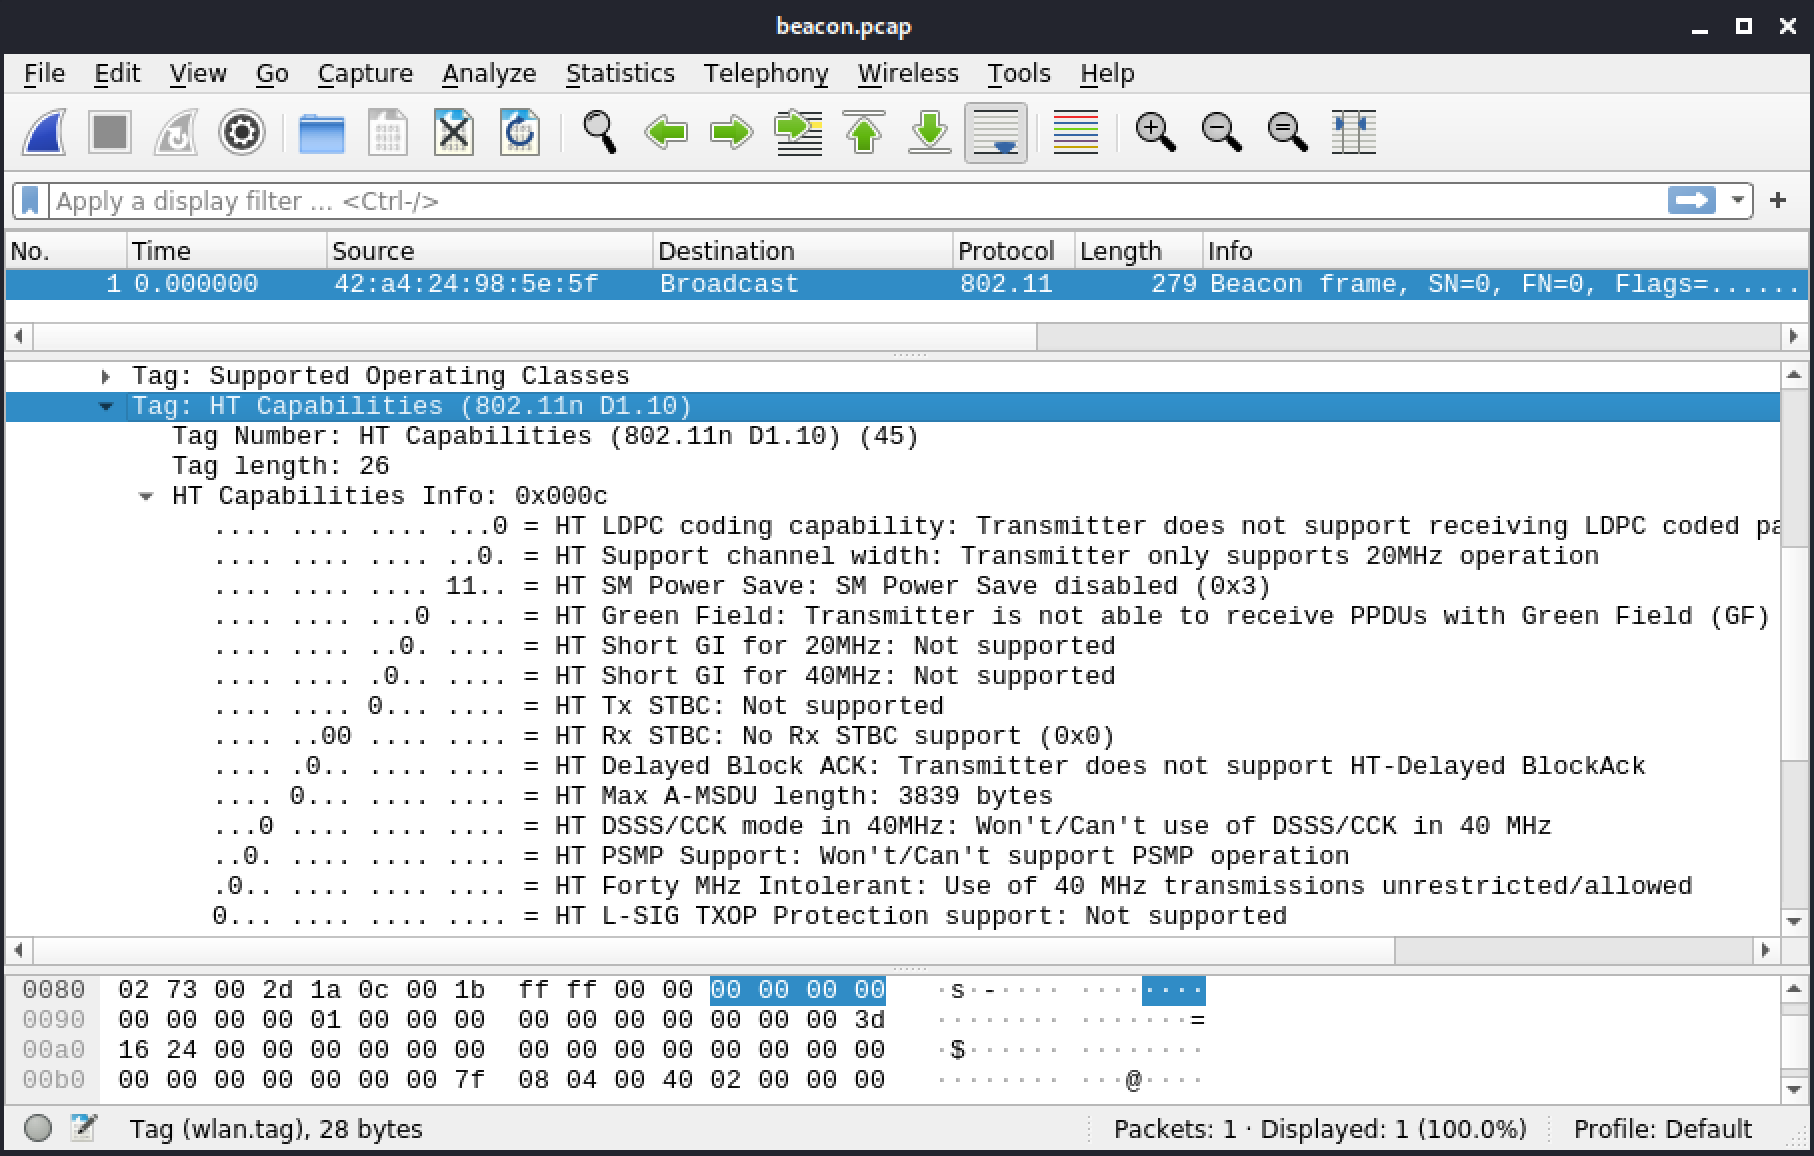 beacon.pcap
File Edit View Go Capture Analyze Statistics Telephony Wireless Tools Help
Apply a display filter ... <Ctrl-/>
No. Time Source Destination Protocol Length Info
1 0.000000 42:a4:24:98:5e:5f Broadcast 802.11 279 Beacon frame, SN=0, FN=0, Flags=......
Tag: Supported Operating Classes
Tag: HT Capabilities (802.11n D1.10)
Tag Number: HT Capabilities (802.11n D1.10) (45)
Tag length: 26
HT Capabilities Info: 0x000c
.... .... .... ...0 = HT LDPC coding capability: Transmitter does not support receiving LDPC coded pa
.... .... .... ..0. = HT Support channel width: Transmitter only supports 20MHz operation
.... .... .... 11.. = HT SM Power Save: SM Power Save disabled (0x3)
.... .... ...0 .... = HT Green Field: Transmitter is not able to receive PPDUs with Green Field (GF)
.... .... ..0. .... = HT Short GI for 20MHz: Not supported
.... .... .0.. .... = HT Short GI for 40MHz: Not supported
.... .... 0... .... = HT Tx STBC: Not supported
.... ..00 .... .... = HT Rx STBC: No Rx STBC support (0x0)
.... .0.. .... .... = HT Delayed Block ACK: Transmitter does not support HT-Delayed BlockAck
.... 0... .... .... = HT Max A-MSDU length: 3839 bytes
...0 .... .... .... = HT DSSS/CCK mode in 40MHz: Won't/Can't use of DSSS/CCK in 40 MHz
..0. .... .... .... = HT PSMP Support: Won't/Can't support PSMP operation
.0.. .... .... .... = HT Forty MHz Intolerant: Use of 40 MHz transmissions unrestricted/allowed
0... .... .... .... = HT L-SIG TXOP Protection support: Not supported
0080 02 73 00 2d 1a 0c 00 1b ff ff 00 00 00 00 00 00 ·s·-···· ········
0090 00 00 00 00 01 00 00 00 00 00 00 00 00 00 00 3d ········ ·······=
00a0 16 24 00 00 00 00 00 00 00 00 00 00 00 00 00 00 ·$······ ········
00b0 00 00 00 00 00 00 00 7f 08 04 00 40 02 00 00 00 ········ ···@····
Tag (wlan.tag), 28 bytes Packets: 1 · Displayed: 1 (100.0%) Profile: Default